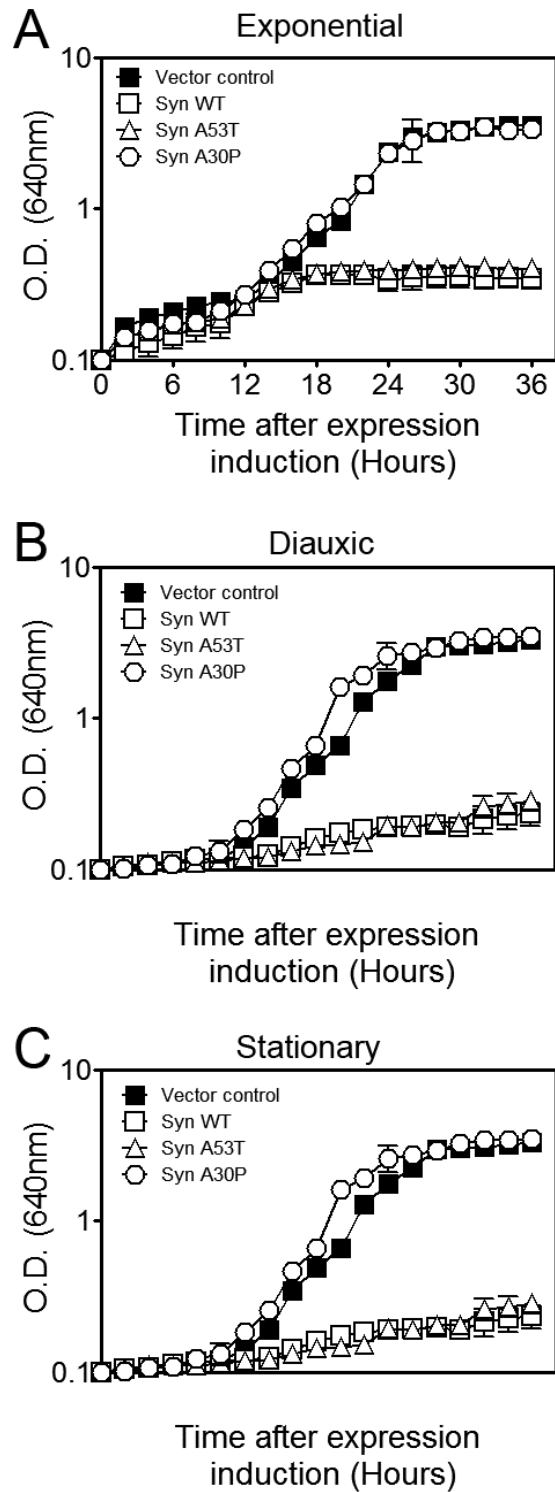 A
Exponential
10
Vector control
Syn WT
Syn A53T
Syn A30P
1
0.1
O.D. (640nm)
0 6 12 18 24 30 36
Time after expression
induction (Hours)
B
Diauxic
10
Vector control
Syn WT
Syn A53T
Syn A30P
1
0.1
O.D. (640nm)
Time after expression
induction (Hours)
C
Stationary
10
Vector control
Syn WT
Syn A53T
Syn A30P
1
0.1
O.D. (640nm)
Time after expression
induction (Hours)